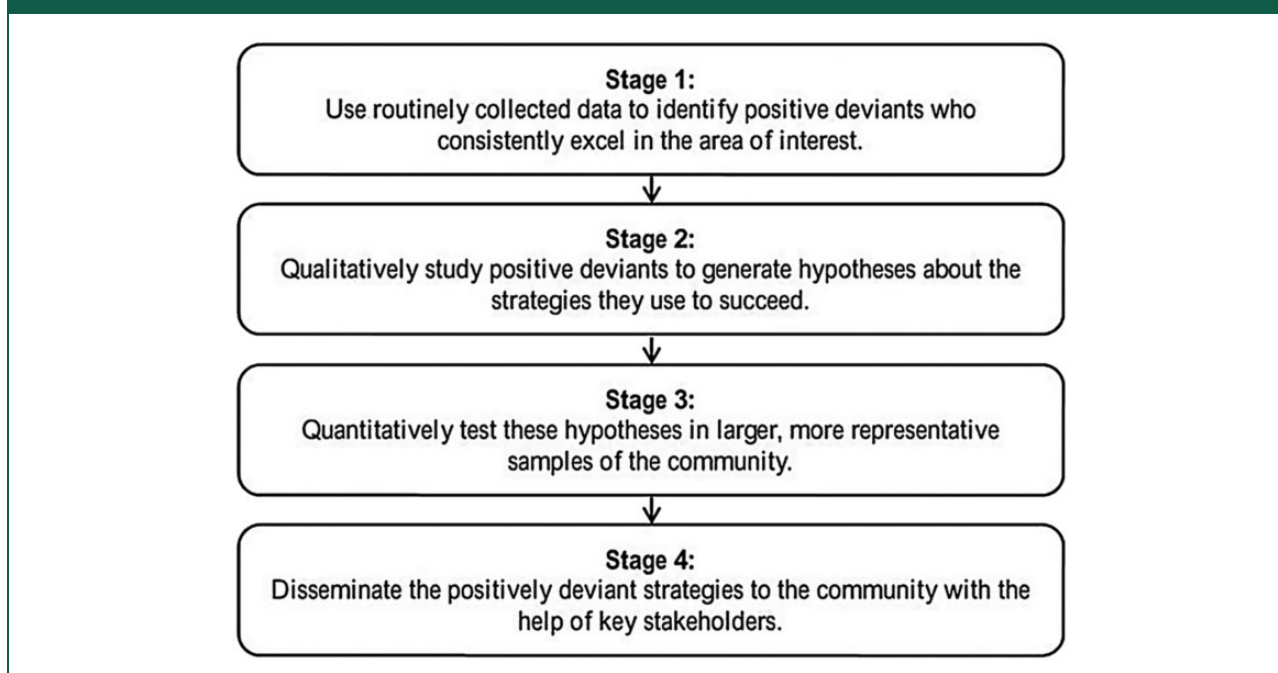 Stage 1:
Use routinely collected data to identify positive deviants who
consistently excel in the area of interest.
Stage 2:
Qualitatively study positive deviants to generate hypotheses about the
strategies they use to succeed.
Stage 3:
Quantitatively test these hypotheses in larger, more representative
samples of the community.
Stage 4:
Disseminate the positively deviant strategies to the community with the
help of key stakeholders.